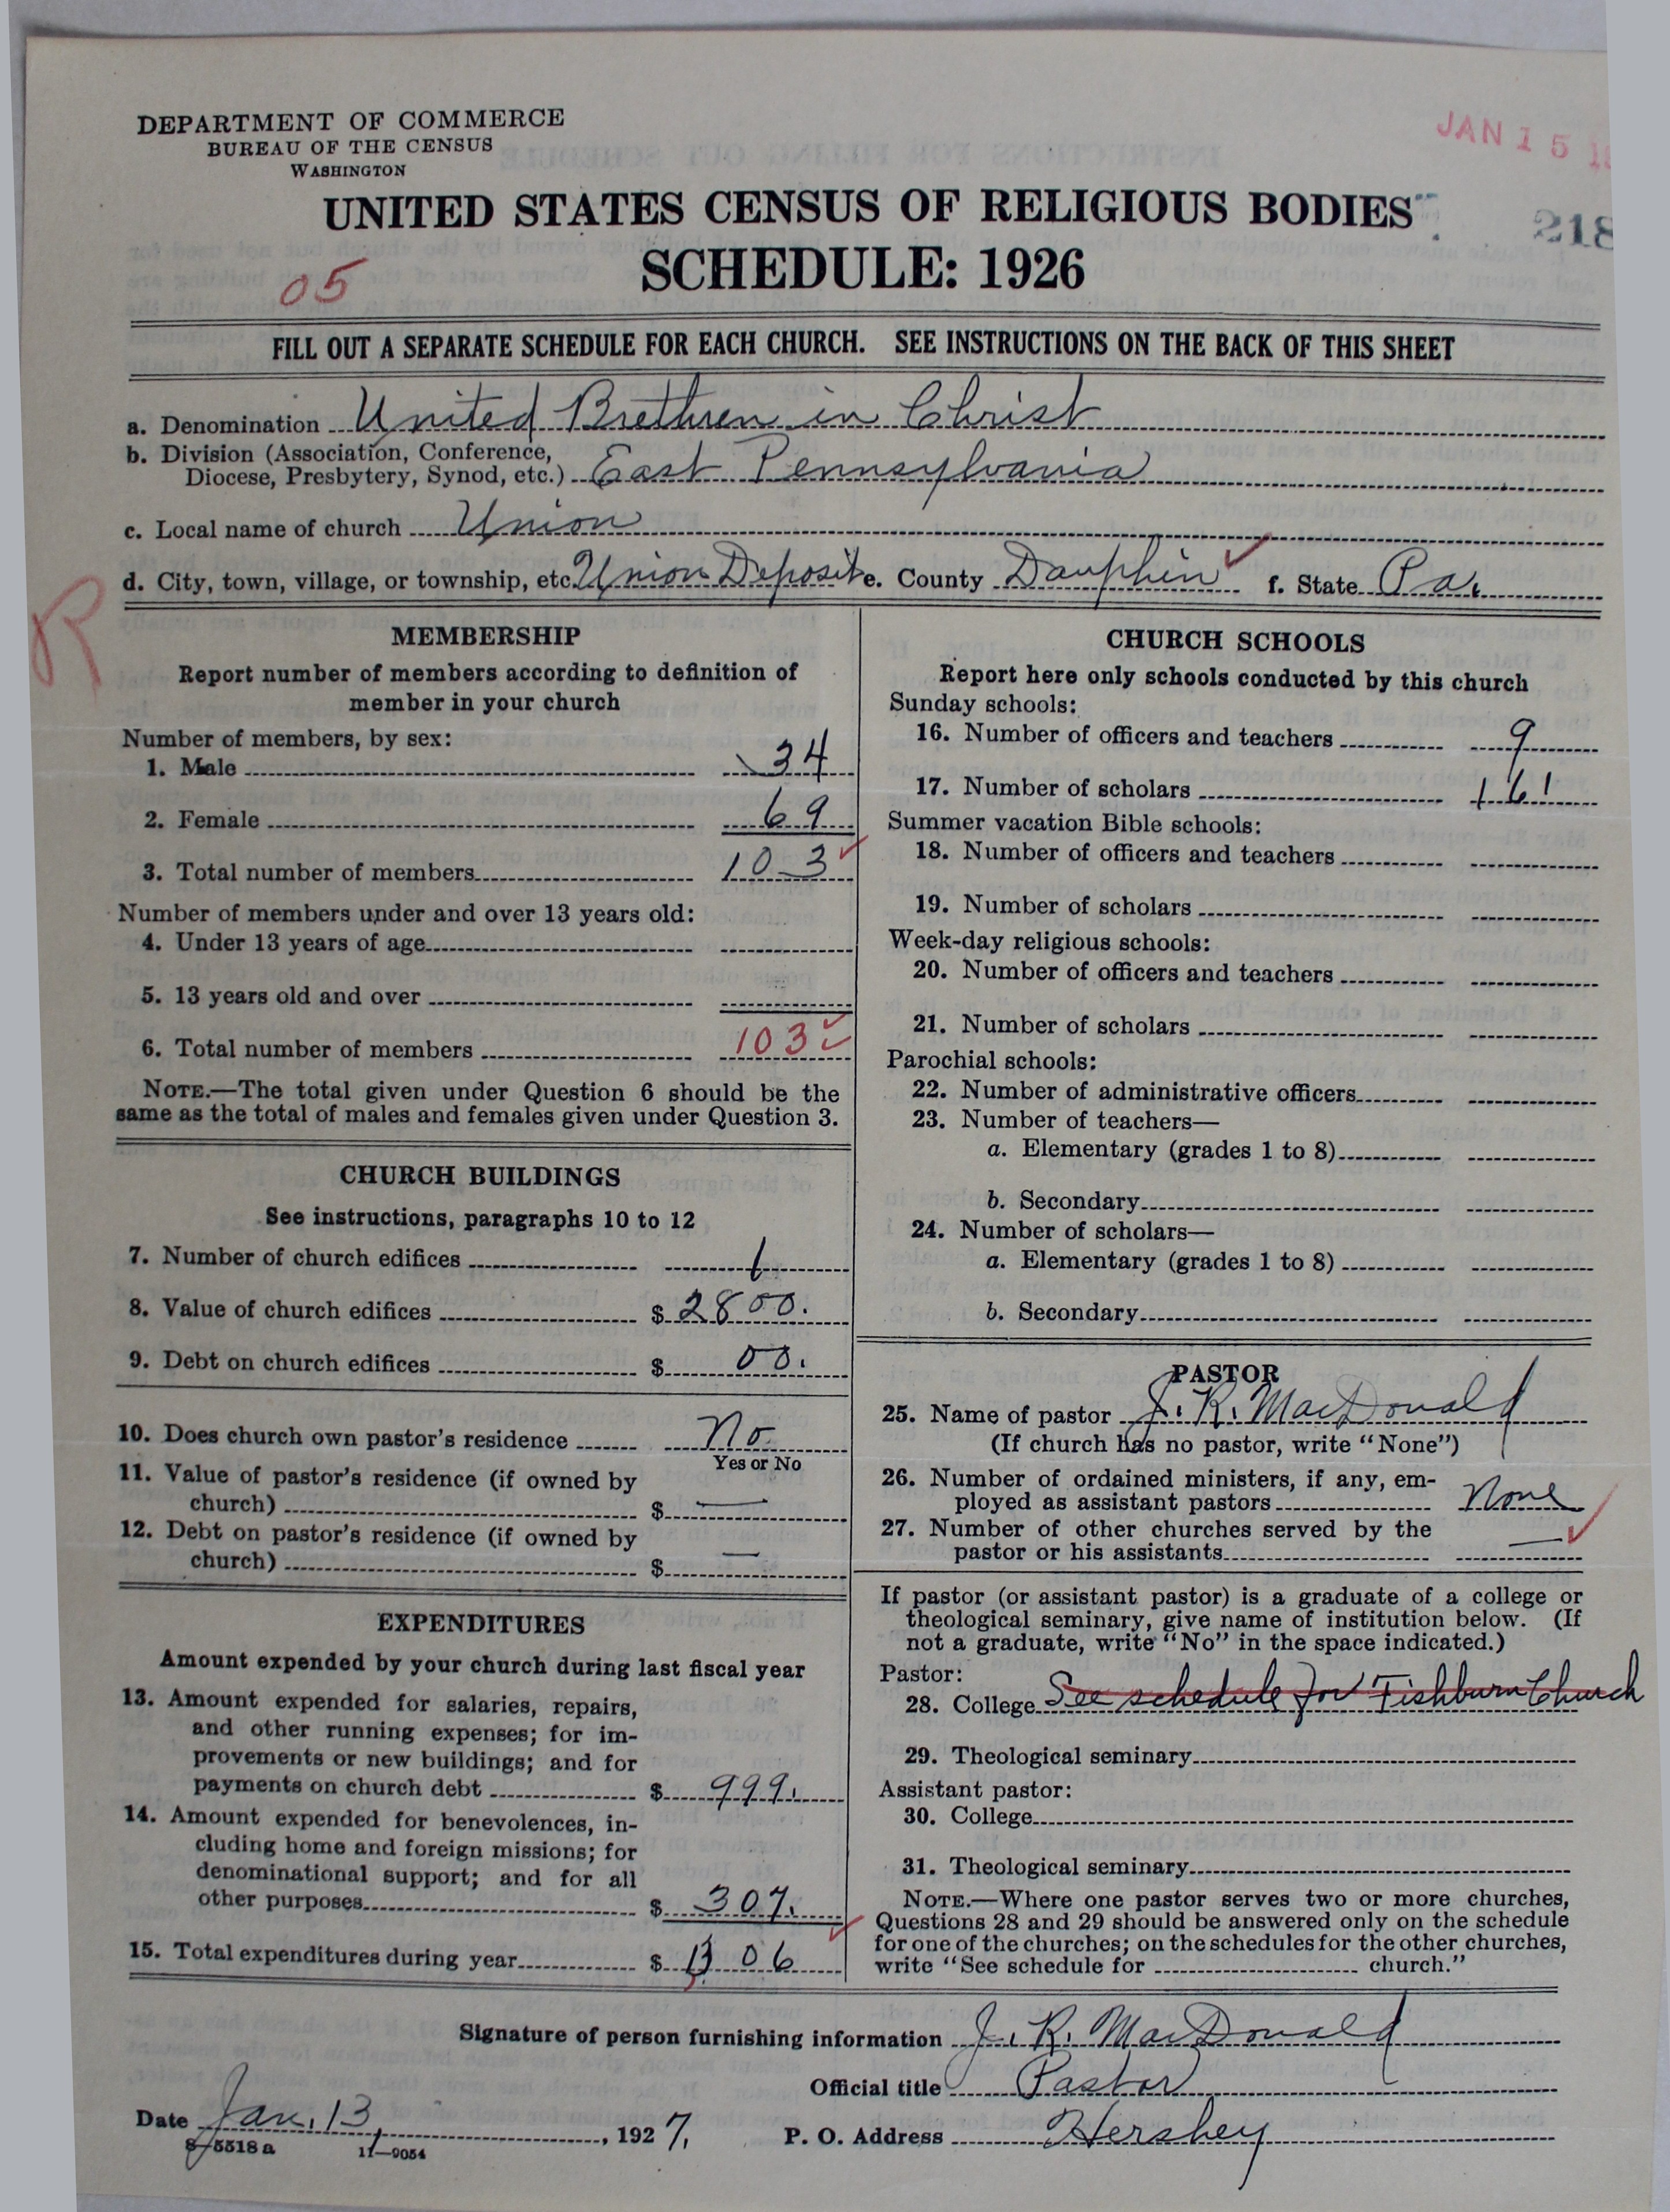 DEPARTMENT OF COMMERCE
BUREAU OF THE CENSUS
WASHINGTON
JAN 15
UNITED STATES CENSUS OF RELIGIOUS BODIES
218
SCHEDULE: 1926
05
FILL OUT A SEPARATE SCHEDULE FOR EACH CHURCH. SEE INSTRUCTIONS ON THE BACK OF THIS SHEET
a. Denomination United Brethren in Christ
b. Division (Association, Conference,
Diocese, Presbytery, Synod, etc.) East Pennsylvania
c. Local name of church Union
d. City, town, village, or township, etc. Union Deposit e. County Dauphin f. State Pa.
R
MEMBERSHIP
Report number of members according to definition of
member in your church
Number of members, by sex:
1. Male 34
2. Female 69
3. Total number of members 103
Number of members under and over 13 years old:
4. Under 13 years of age
5. 13 years old and over
6. Total number of members 103
NOTE.—The total given under Question 6 should be the
same as the total of males and females given under Question 3.
CHURCH BUILDINGS
See instructions, paragraphs 10 to 12
7. Number of church edifices 1
8. Value of church edifices $ 2800.
9. Debt on church edifices $ 00.
10. Does church own pastor's residence No
Yes or No
11. Value of pastor's residence (if owned by
church) $ —
12. Debt on pastor's residence (if owned by
church) $ —
EXPENDITURES
Amount expended by your church during last fiscal year
13. Amount expended for salaries, repairs,
and other running expenses; for im-
provements or new buildings; and for
payments on church debt $ 999.
14. Amount expended for benevolences, in-
cluding home and foreign missions; for
denominational support; and for all
other purposes $ 307.
15. Total expenditures during year $ 1306
CHURCH SCHOOLS
Report here only schools conducted by this church
Sunday schools:
16. Number of officers and teachers 9
17. Number of scholars 161
Summer vacation Bible schools:
18. Number of officers and teachers
19. Number of scholars
Week-day religious schools:
20. Number of officers and teachers
21. Number of scholars
Parochial schools:
22. Number of administrative officers
23. Number of teachers—
a. Elementary (grades 1 to 8)
b. Secondary
24. Number of scholars—
a. Elementary (grades 1 to 8)
b. Secondary
PASTOR
25. Name of pastor J. R. MacDonald
(If church has no pastor, write "None")
26. Number of ordained ministers, if any, em-
ployed as assistant pastors None
27. Number of other churches served by the
pastor or his assistants —
If pastor (or assistant pastor) is a graduate of a college or
theological seminary, give name of institution below. (If
not a graduate, write "No" in the space indicated.)
Pastor:
28. College See schedule for Fishburn Church
29. Theological seminary
Assistant pastor:
30. College
31. Theological seminary
NOTE.—Where one pastor serves two or more churches,
Questions 28 and 29 should be answered only on the schedule
for one of the churches; on the schedules for the other churches,
write "See schedule for church."
Signature of person furnishing information J. R. MacDonald
Official title Pastor
Date Jan. 13, 1927.
P. O. Address Hershey
8-5518 a 11—9054